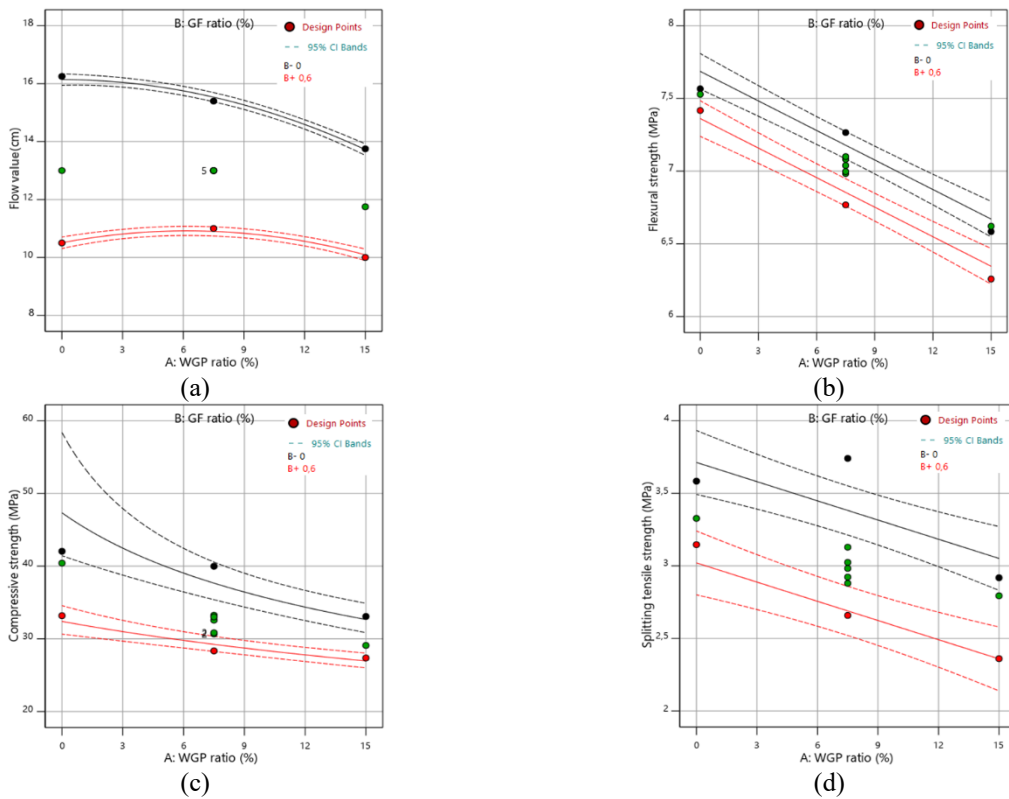 B: GF ratio (%)
Design Points
95% CI Bands
B- 0
B+ 0,6
Flow value(cm)
18
16
14
12
10
8
5
0 3 6 9 12 15
A: WGP ratio (%)
(a)
B: GF ratio (%)
Design Points
95% CI Bands
B- 0
B+ 0,6
Flexural strength (MPa)
8
7,5
7
6,5
6
0 3 6 9 12 15
A: WGP ratio (%)
(b)
B: GF ratio (%)
Design Points
95% CI Bands
B- 0
B+ 0,6
Compressive strength (MPa)
60
50
40
30
20
2
0 3 6 9 12 15
A: WGP ratio (%)
(c)
B: GF ratio (%)
Design Points
95% CI Bands
B- 0
B+ 0,6
Splitting tensile strength (MPa)
4
3,5
3
2,5
2
0 3 6 9 12 15
A: WGP ratio (%)
(d)